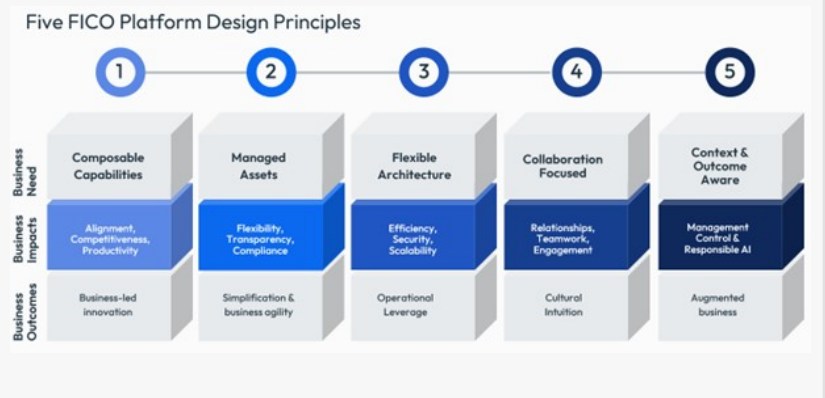 Five FICO Platform Design Principles
1
2
3
4
5
Business
Need
Composable
Capabilities
Managed
Assets
Flexible
Architecture
Collaboration
Focused
Context &
Outcome
Aware
Business
Impacts
Alignment,
Competitiveness,
Productivity
Flexibility,
Transparency,
Compliance
Efficiency,
Security,
Scalability
Relationships,
Teamwork,
Engagement
Management
Control &
Responsible AI
Business
Outcomes
Business-led
innovation
Simplification &
business agility
Operational
Leverage
Cultural
Intuition
Augmented
business